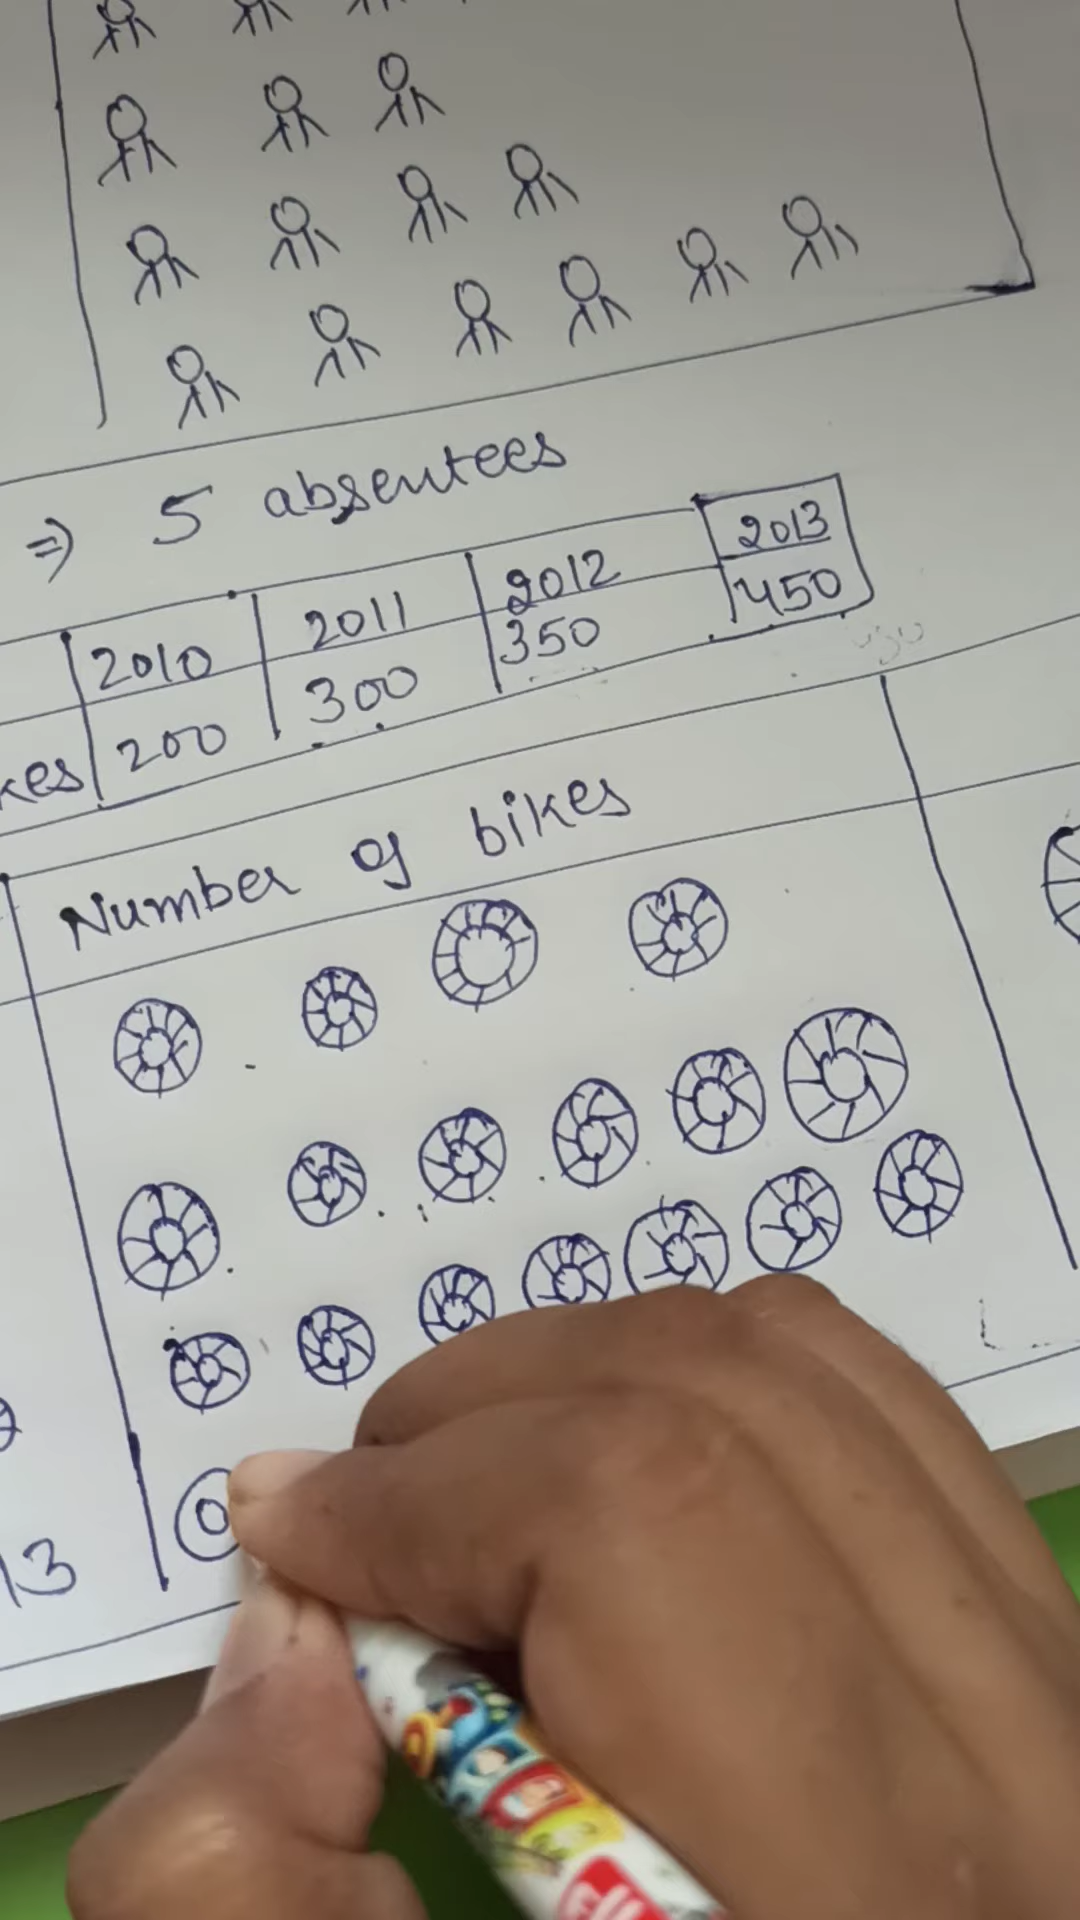 ⇒ 5 absentees
2010 2011 2012 2013
kes 200 300 350 450
Number of bikes
13